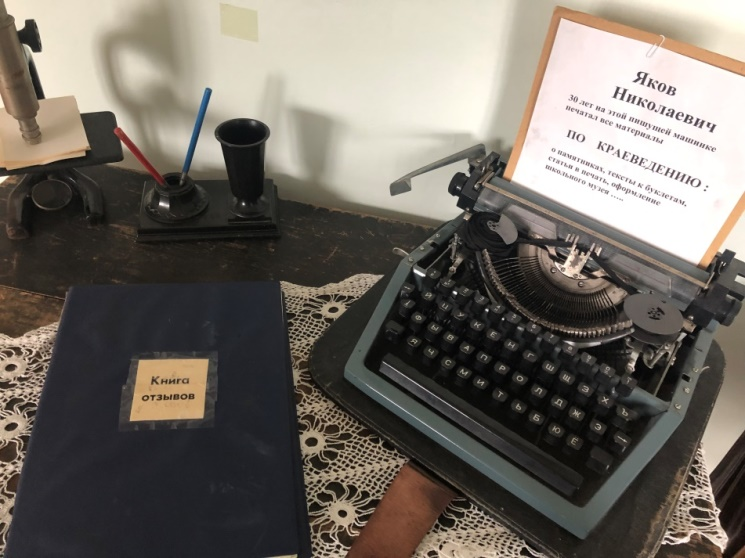 Яков
Николаевич
30 лет на этой пишущей машинке
печатал все материалы
ПО КРАЕВЕДЕНИЮ:
о памятниках, тексты к буклетам,
статьи в печать, оформление
школьного музея .....
Книга
отзывов